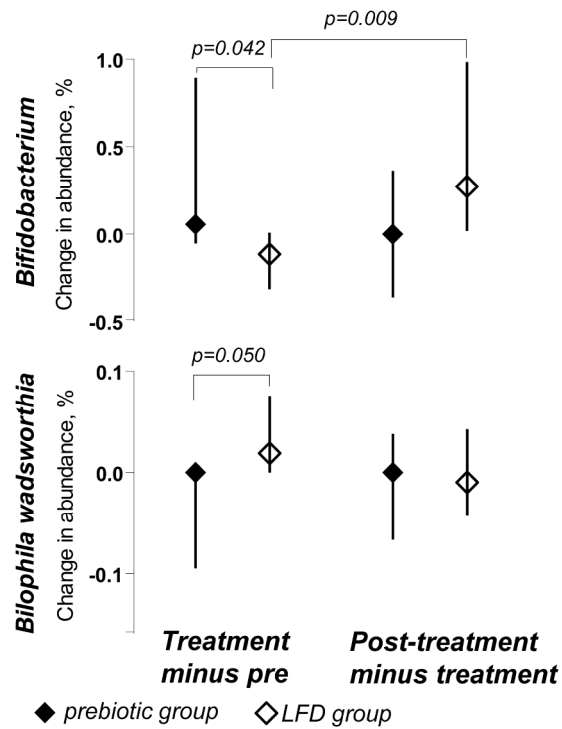 p=0.009
p=0.042
Bifidobacterium
Change in abundance, %
1.0
0.5
0.0
-0.5
p=0.050
Bilophila wadsworthia
Change in abundance, %
0.1
0.0
-0.1
Treatment
minus pre
Post-treatment
minus treatment
prebiotic group
LFD group